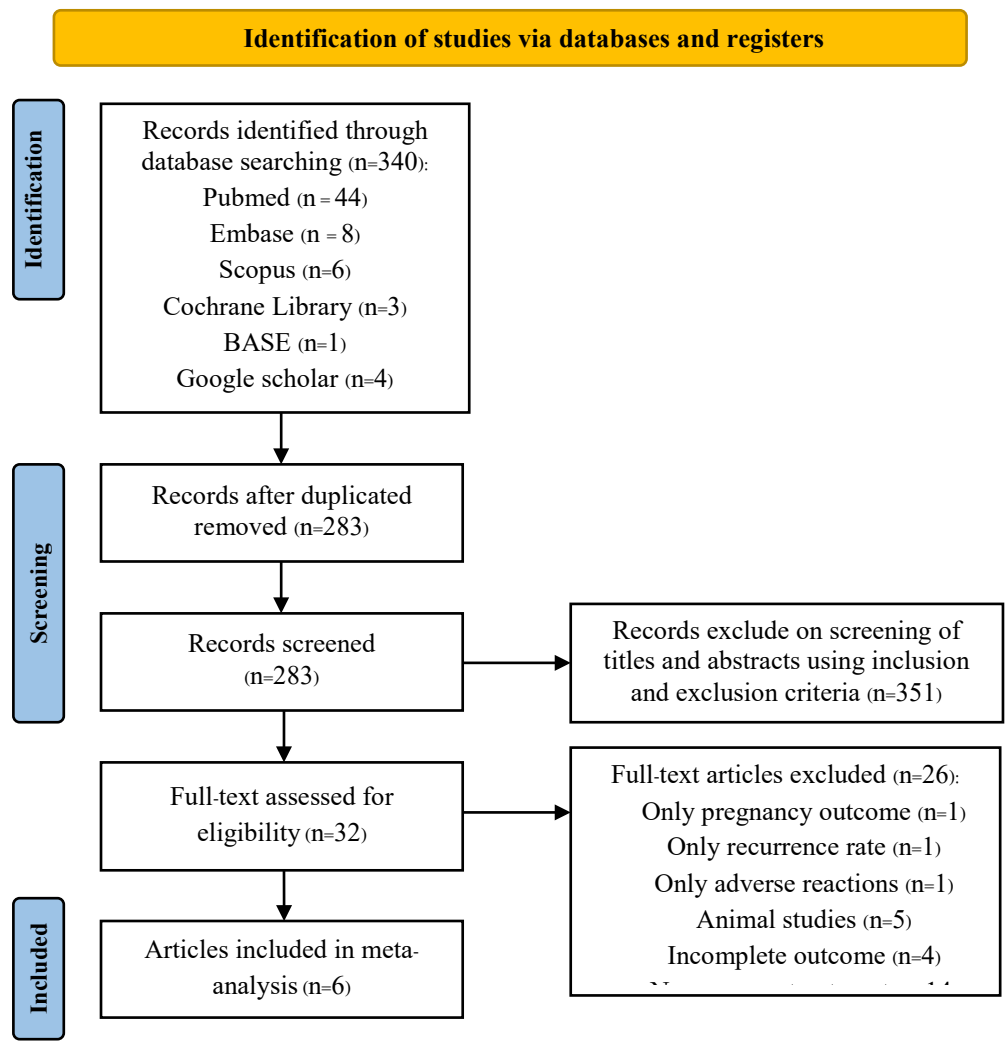 Identification of studies via databases and registers
Identification
Records identified through
database searching (n=340):
Pubmed (n = 44)
Embase (n = 8)
Scopus (n=6)
Cochrane Library (n=3)
BASE (n=1)
Google scholar (n=4)
Screening
Records after duplicated
removed (n=283)
Records screened
(n=283)
Records exclude on screening of
titles and abstracts using inclusion
and exclusion criteria (n=351)
Full-text assessed for
eligibility (n=32)
Full-text articles excluded (n=26):
Only pregnancy outcome (n=1)
Only recurrence rate (n=1)
Only adverse reactions (n=1)
Animal studies (n=5)
Incomplete outcome (n=4)
Included
Articles included in meta-
analysis (n=6)